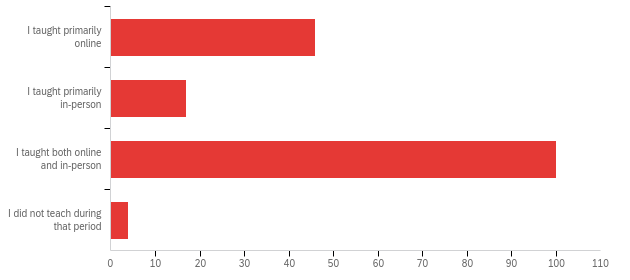 I taught primarily
online
I taught primarily
in-person
I taught both online
and in-person
I did not teach during
that period
0 10 20 30 40 50 60 70 80 90 100 110